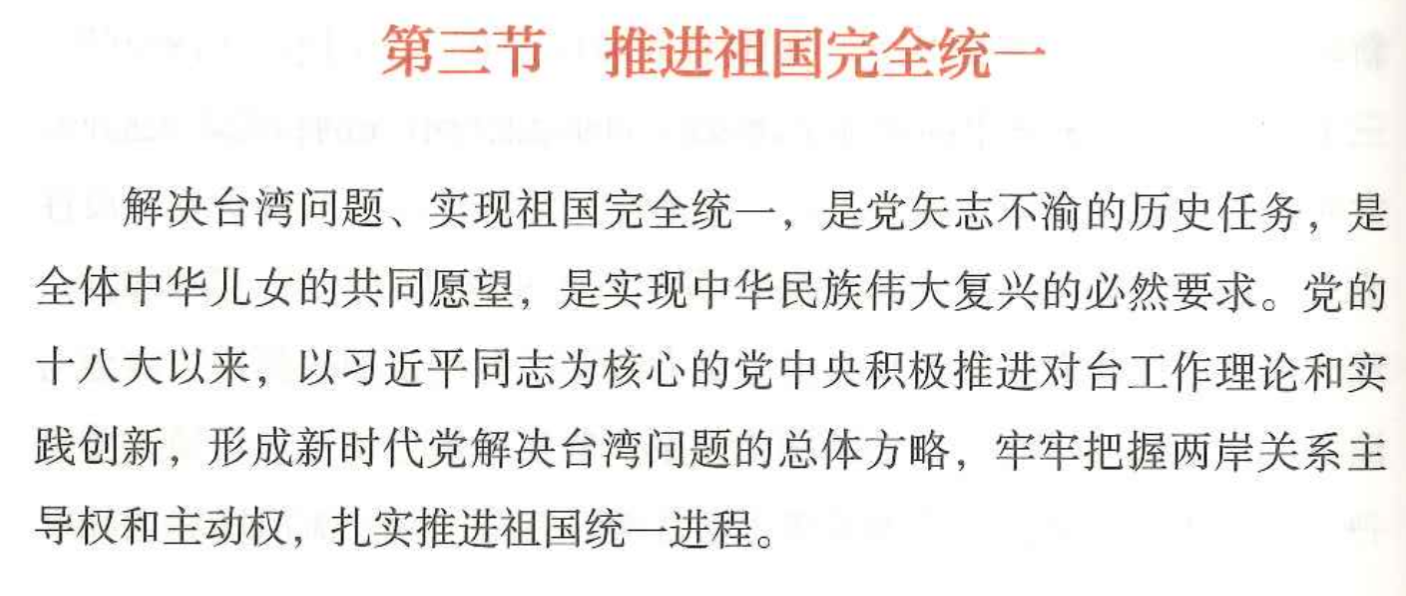 第三节 推进祖国完全统一
解决台湾问题、实现祖国完全统一，是党矢志不渝的历史任务，是
全体中华儿女的共同愿望，是实现中华民族伟大复兴的必然要求。党的
十八大以来，以习近平同志为核心的党中央积极推进对台工作理论和实
践创新，形成新时代党解决台湾问题的总体方略，牢牢把握两岸关系主
导权和主动权，扎实推进祖国统一进程。